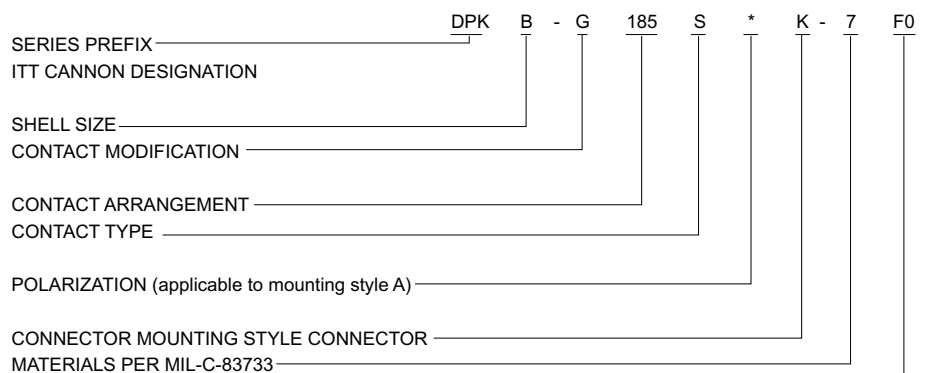 DPK B - G 185 S * K - 7 F0
SERIES PREFIX
ITT CANNON DESIGNATION
SHELL SIZE
CONTACT MODIFICATION
CONTACT ARRANGEMENT
CONTACT TYPE
POLARIZATION (applicable to mounting style A)
CONNECTOR MOUNTING STYLE CONNECTOR
MATERIALS PER MIL-C-83733